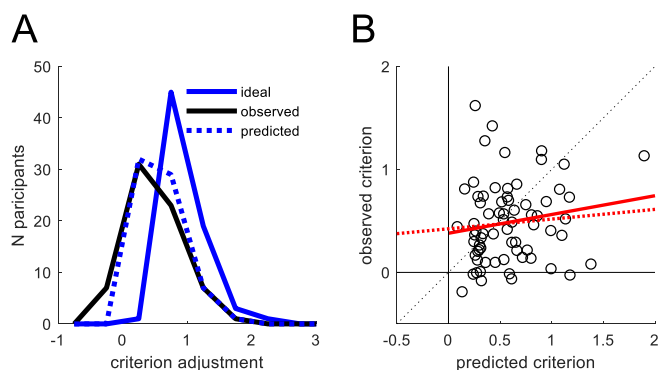 A
50
40
30
20
10
0
N paricipants
-1
0
1
2
3
criterion adjustment
ideal
observed
predicted
B
2
1
0
observed criterion
-0.5
0
0.5
1
1.5
2
predicted criterion